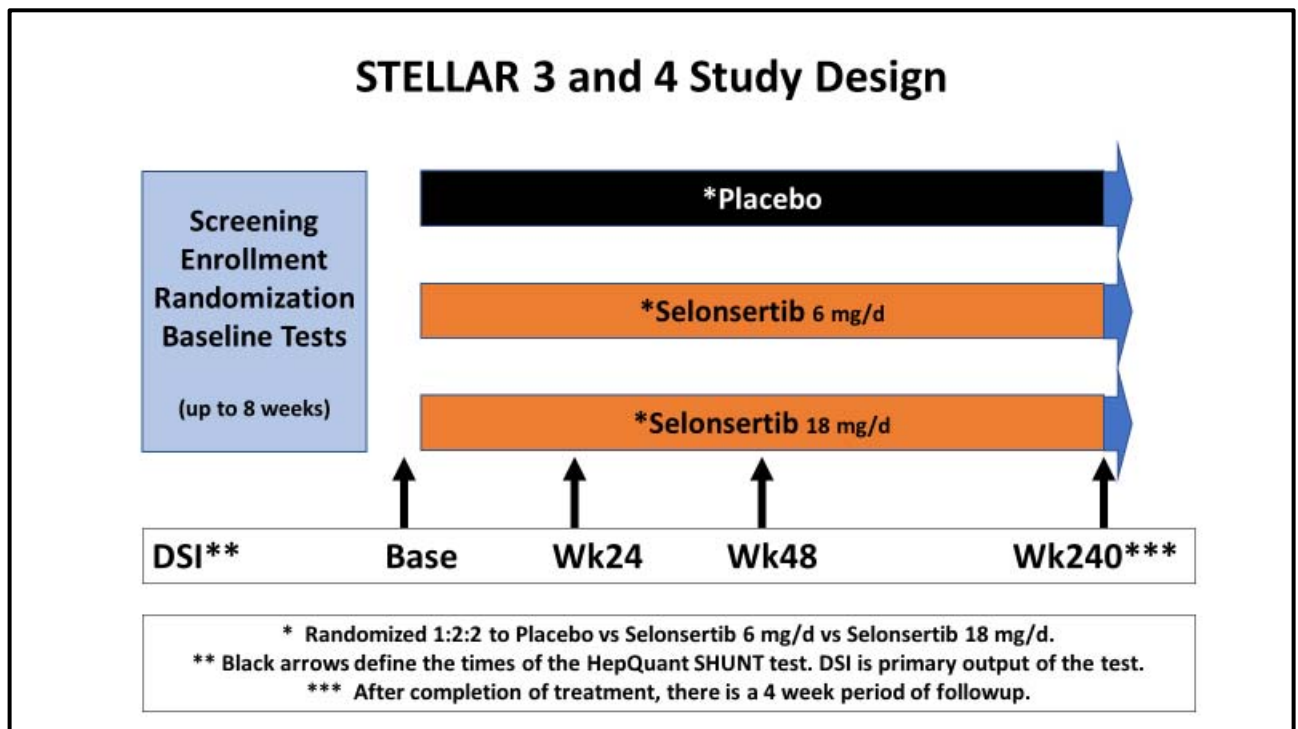 STELLAR 3 and 4 Study Design
Screening
Enrollment
Randomization
Baseline Tests
(up to 8 weeks)
*Placebo
*Selonsertib 6 mg/d
*Selonsertib 18 mg/d
DSI** Base Wk24 Wk48 Wk240***
* Randomized 1:2:2 to Placebo vs Selonsertib 6 mg/d vs Selonsertib 18 mg/d.
** Black arrows define the times of the HepQuant SHUNT test. DSI is primary output of the test.
*** After completion of treatment, there is a 4 week period of followup.